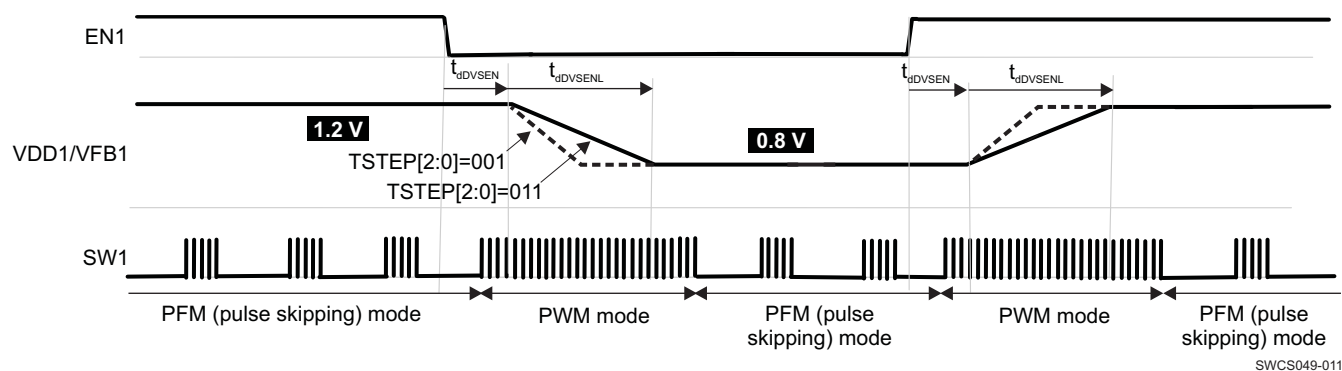 EN1
tdDVSEN
tdDVSENL
tdDVSEN
tdDVSENL
VDD1/VFB1
1.2 V
0.8 V
TSTEP[2:0]=001
TSTEP[2:0]=011
SW1
PFM (pulse skipping) mode
PWM mode
PFM (pulse
skipping) mode
PWM mode
PFM (pulse
skipping) mode
SWCS049-011